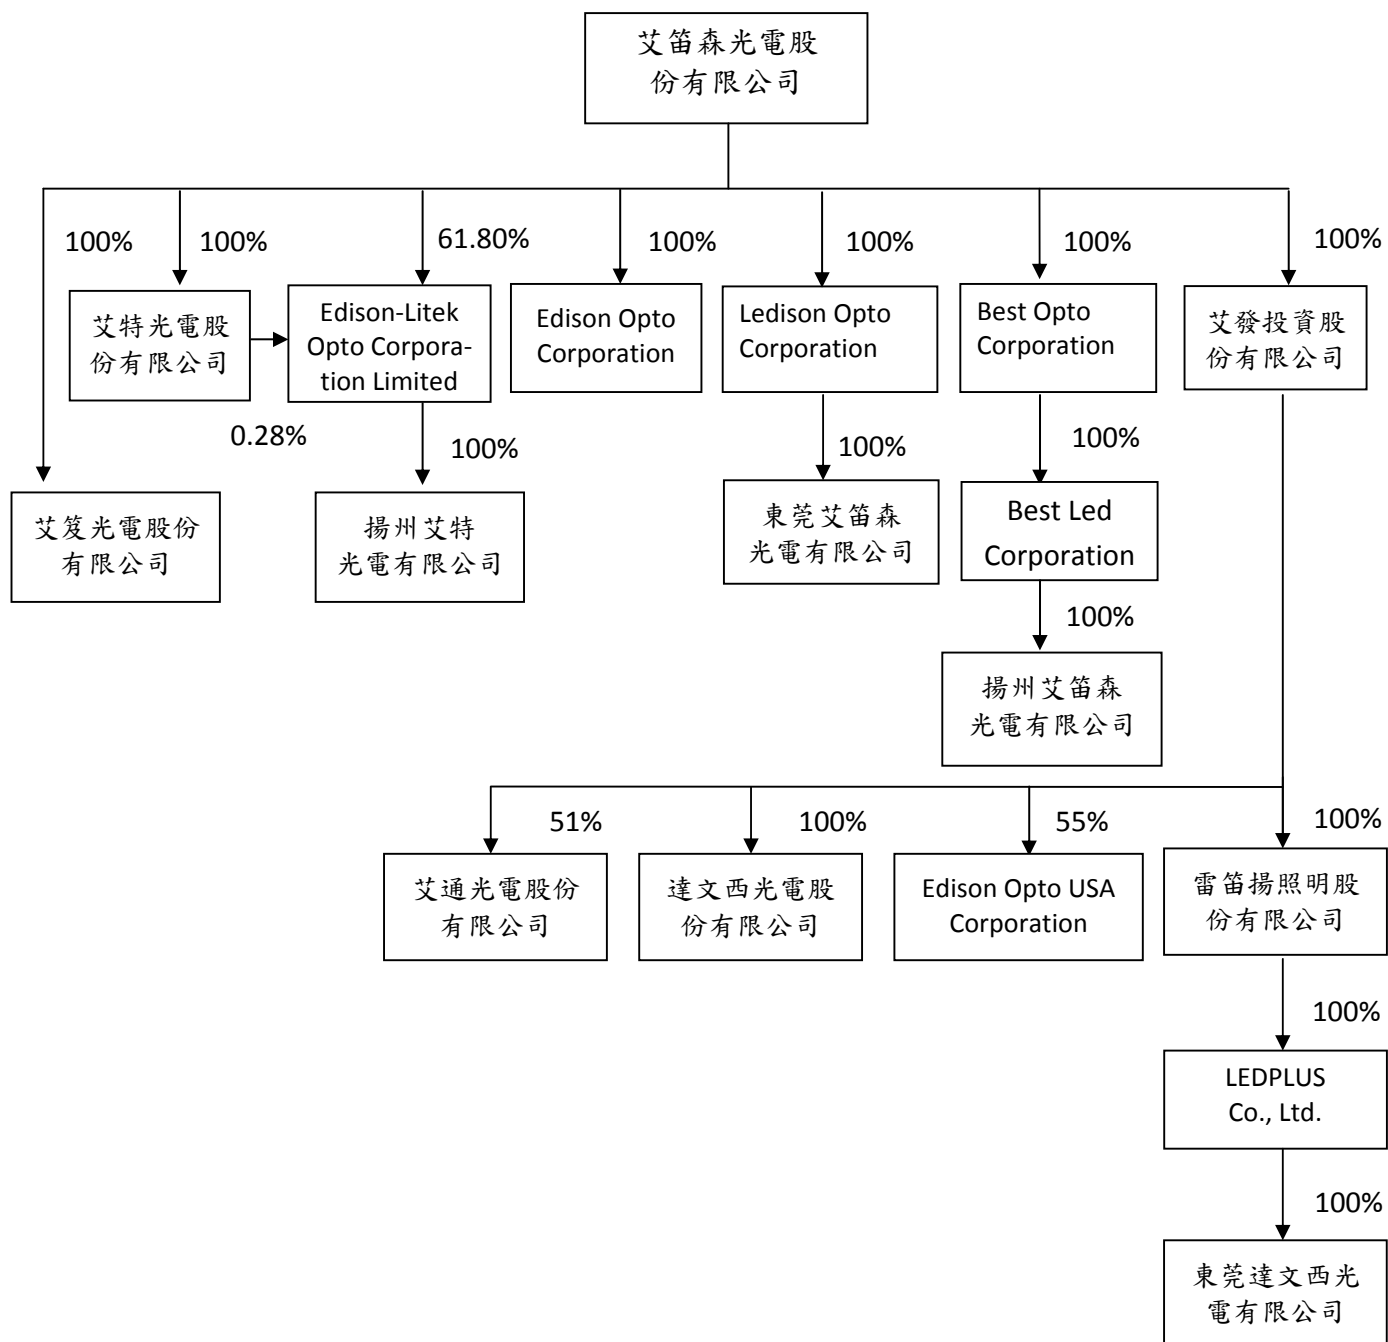 艾笛森光電股
份有限公司
100%
100%
61.80%
100%
100%
100%
100%
艾特光電股
份有限公司
Edison-Litek
Opto Corpora-
tion Limited
Edison Opto
Corporation
Ledison Opto
Corporation
Best Opto
Corporation
艾發投資股
份有限公司
0.28%
100%
100%
100%
艾笈光電股份
有限公司
揚州艾特
光電有限公司
東莞艾笛森
光電有限公司
Best Led
Corporation
100%
揚州艾笛森
光電有限公司
51%
100%
55%
100%
艾通光電股份
有限公司
達文西光電股
份有限公司
Edison Opto USA
Corporation
雷笛揚照明股
份有限公司
100%
LEDPLUS
Co., Ltd.
100%
東莞達文西光
電有限公司